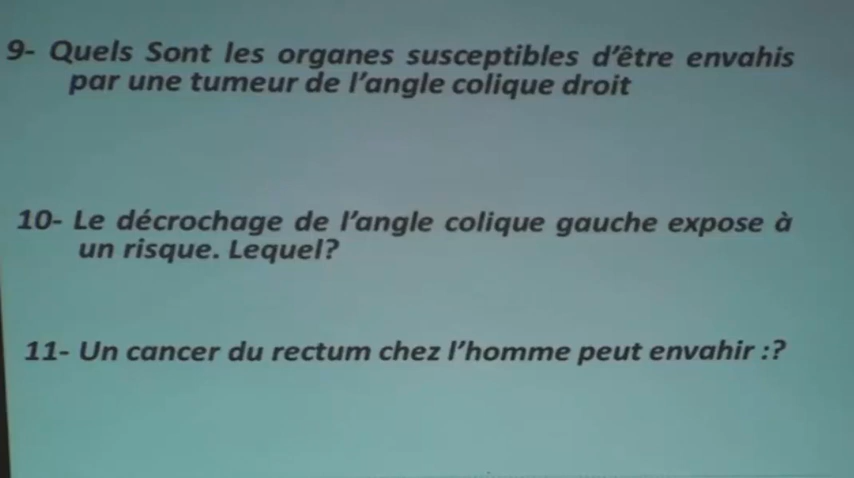 9- Quels Sont les organes susceptibles d'être envahis
par une tumeur de l'angle colique droit
10- Le décrochage de l'angle colique gauche expose à
un risque. Lequel?
11- Un cancer du rectum chez l'homme peut envahir :?